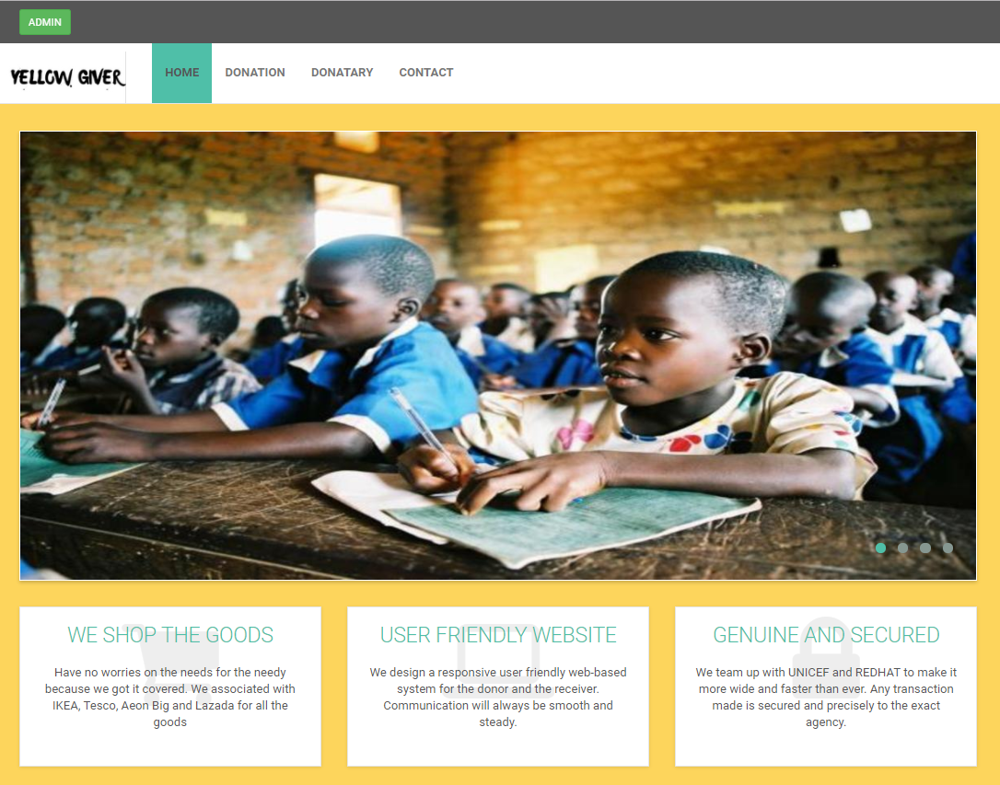 ADMIN
YELLOW GIVER
HOME DONATION DONATARY CONTACT
WE SHOP THE GOODS
Have no worries on the needs for the needy
because we got it covered. We associated with
IKEA, Tesco, Aeon Big and Lazada for all the
goods
USER FRIENDLY WEBSITE
We design a responsive user friendly web-based
system for the donor and the receiver.
Communication will always be smooth and
steady.
GENUINE AND SECURED
We team up with UNICEF and REDHAT to make it
more wide and faster than ever. Any transaction
made is secured and precisely to the exact
agency.